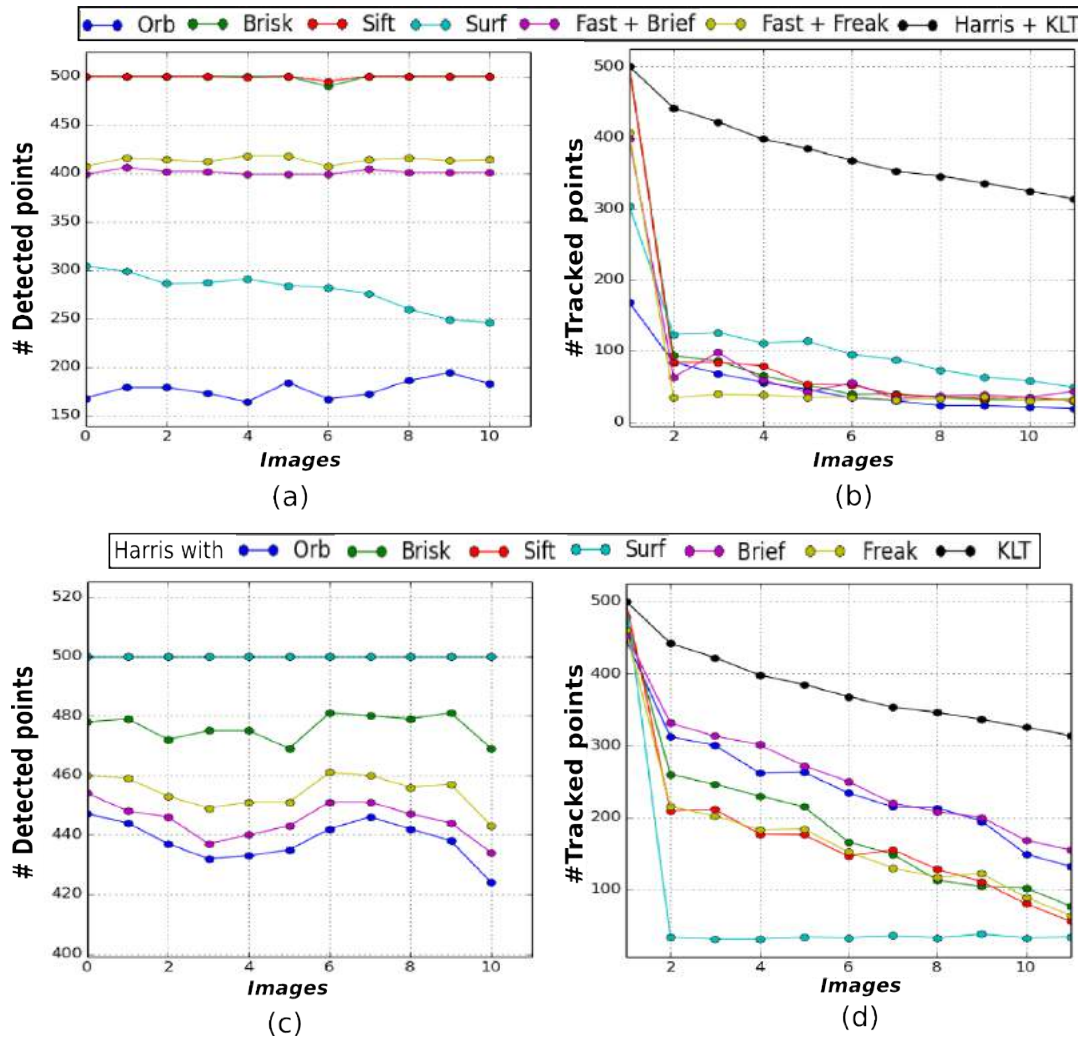 Orb Brisk Sift Surf Fast + Brief Fast + Freak Harris + KLT
500
450
400
350
300
250
200
150
0 2 4 6 8 10
# Detected points
Images
(a)
500
400
300
200
100
0
2 4 6 8 10
#Tracked points
Images
(b)
Harris with Orb Brisk Sift Surf Brief Freak KLT
520
500
480
460
440
420
400
0 2 4 6 8 10
# Detected points
Images
(c)
500
400
300
200
100
2 4 6 8 10
#Tracked points
Images
(d)